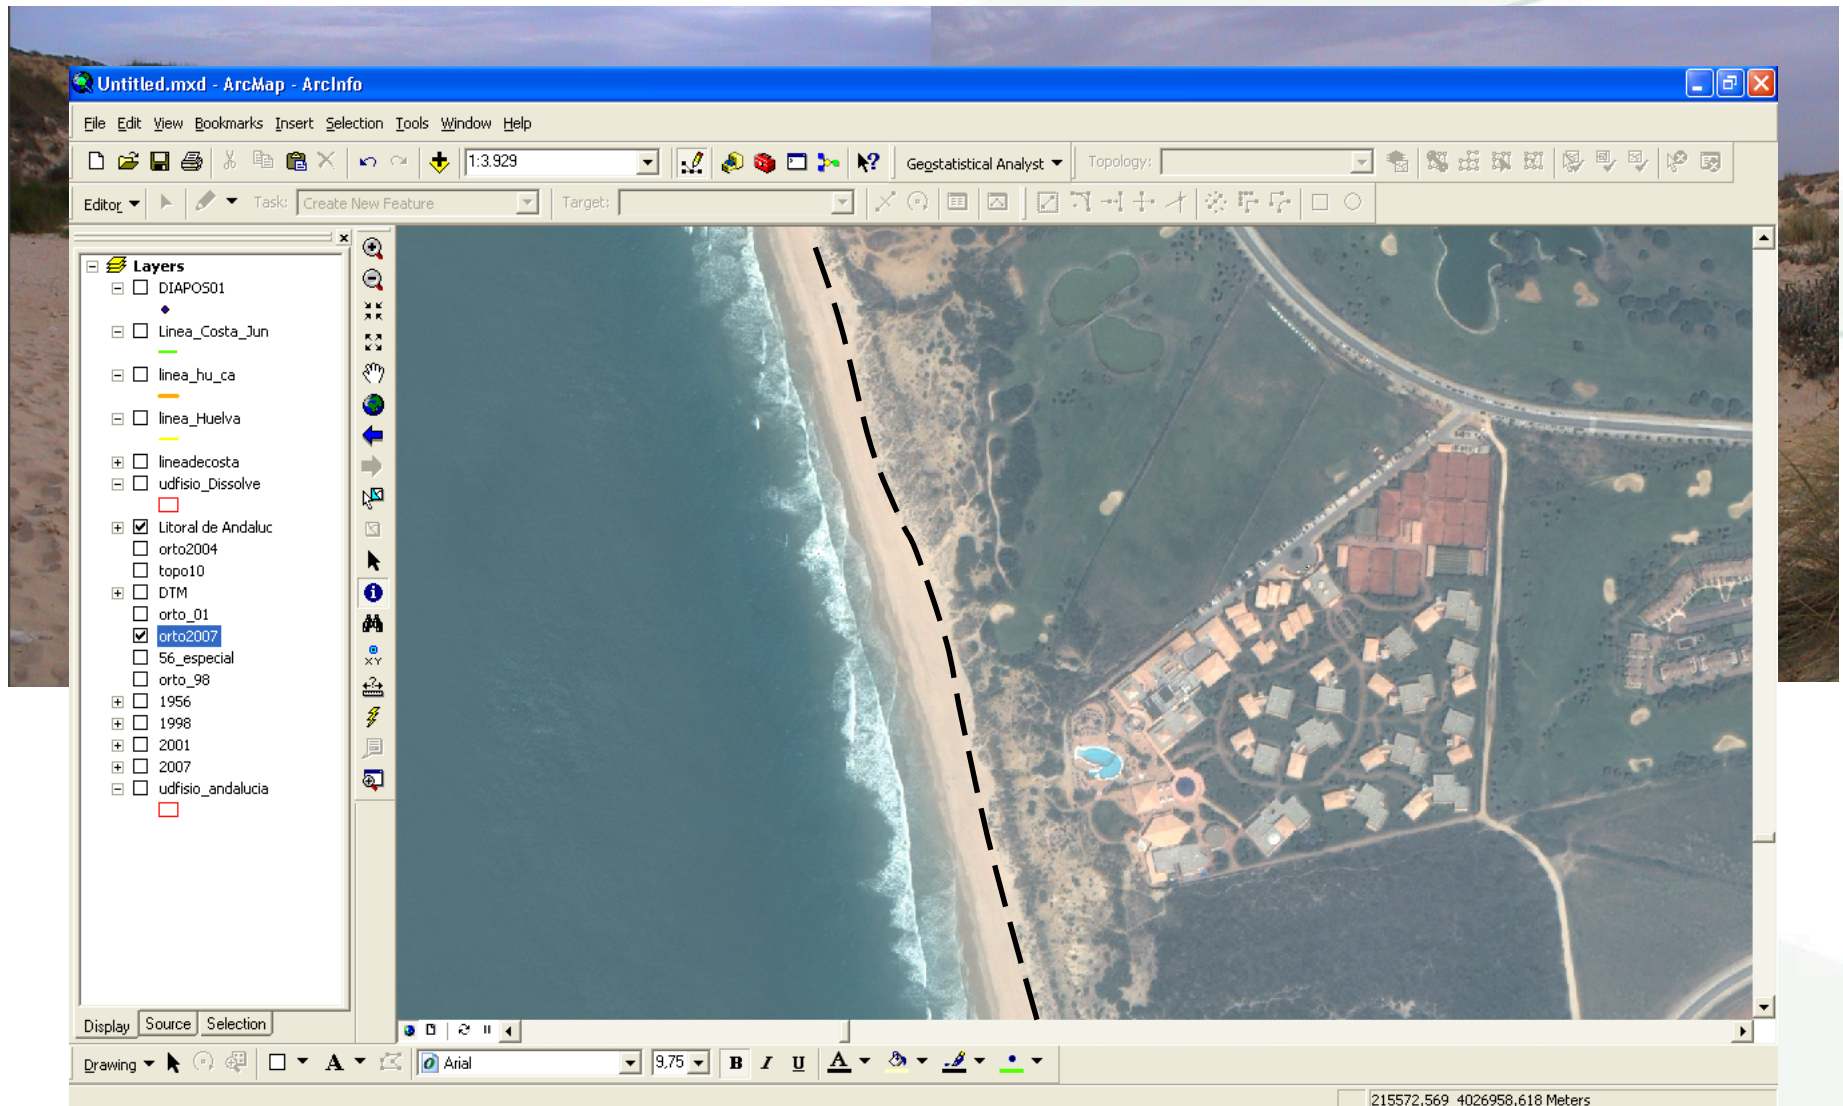 Untitled.mxd - ArcMap - ArcInfo
File Edit View Bookmarks Insert Selection Tools Window Help
1:3.929
Geostatistical Analyst
Topology:
Editor
Task: Create New Feature
Target:
Layers
DIAPOS01
Linea_Costa_Jun
linea_hu_ca
linea_Huelva
lineadecosta
udfisio_Dissolve
Litoral de Andaluc
orto2004
topo10
DTM
orto_01
orto2007
56_especial
orto_98
1956
1998
2001
2007
udfisio_andalucia
XY
Display Source Selection
Drawing
A
Arial
9,75
B I U A
215572,569 4026958,618 Meters